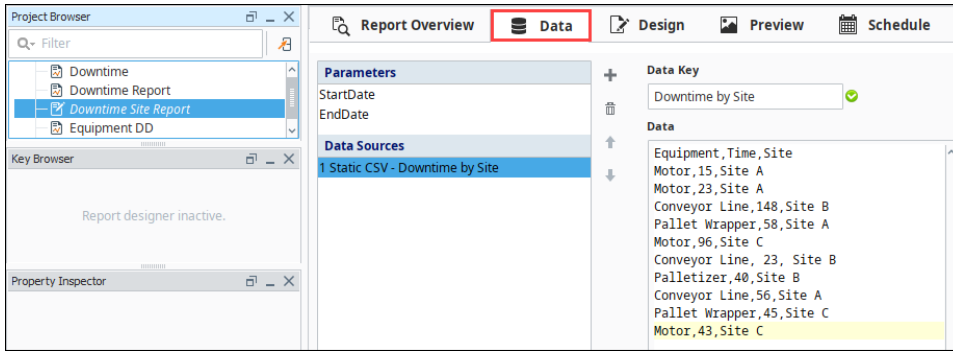 Project Browser
Filter
Downtime
Downtime Report
Downtime Site Report
Equipment DD
Key Browser
Report designer inactive.
Property Inspector
Report Overview
Data
Design
Preview
Schedule
Parameters
StartDate
EndDate
Data Sources
1 Static CSV - Downtime by Site
Data Key
Downtime by Site
Data
Equipment,Time,Site
Motor,15,Site A
Motor,23,Site A
Conveyor Line,148,Site B
Pallet Wrapper,58,Site A
Motor,96,Site C
Conveyor Line, 23, Site B
Palletizer,40,Site B
Conveyor Line,56,Site A
Pallet Wrapper,45,Site C
Motor,43,Site C